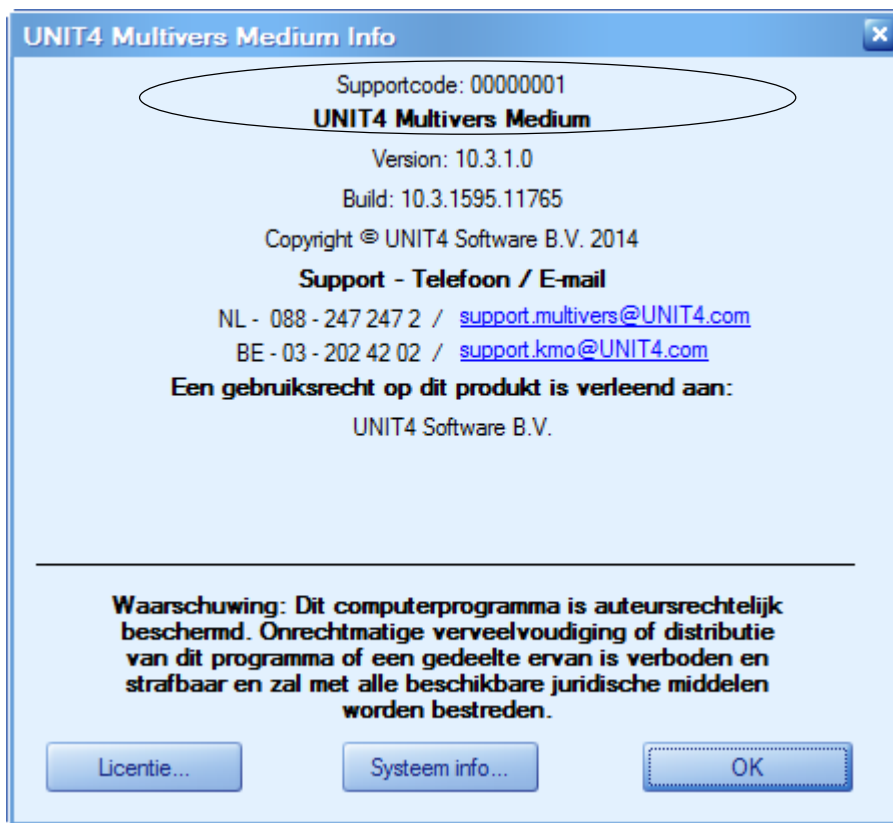 UNIT4 Multivers Medium Info
Supportcode: 00000001
UNIT4 Multivers Medium
Version: 10.3.1.0
Build: 10.3.1595.11765
Copyright © UNIT4 Software B.V. 2014
Support - Telefoon / E-mail
NL - 088 - 247 247 2 / support.multivers@UNIT4.com
BE - 03 - 202 42 02 / support.kmo@UNIT4.com
Een gebruiksrecht op dit produkt is verleend aan:
UNIT4 Software B.V.
Waarschuwing: Dit computerprogramma is auteursrechtelijk
beschermd. Onrechtmatige verveelvoudiging of distributie
van dit programma of een gedeelte ervan is verboden en
strafbaar en zal met alle beschikbare juridische middelen
worden bestreden.
Licentie... Systeem info... OK